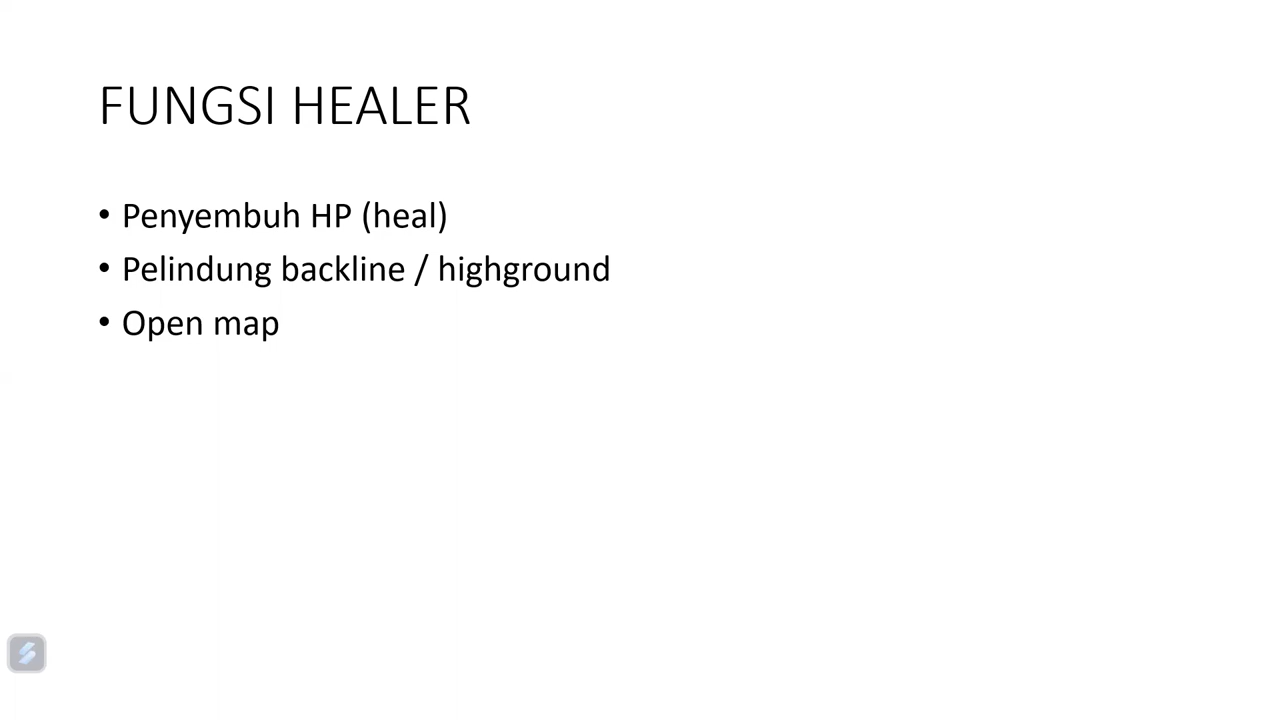 FUNGSI HEALER
• Penyembuh HP (heal)
• Pelindung backline / highground
• Open map